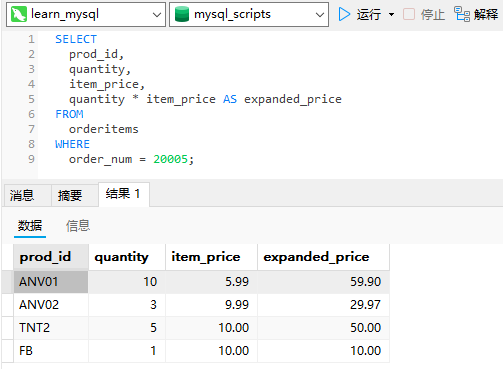 learn_mysql mysql_scripts 运行 停止 解释
1 SELECT
2 prod_id,
3 quantity,
4 item_price,
5 quantity * item_price AS expanded_price
6 FROM
7 orderitems
8 WHERE
9 order_num = 20005;
消息 摘要 结果 1
数据 信息
prod_id quantity item_price expanded_price
ANV01 10 5.99 59.90
ANV02 3 9.99 29.97
TNT2 5 10.00 50.00
FB 1 10.00 10.00